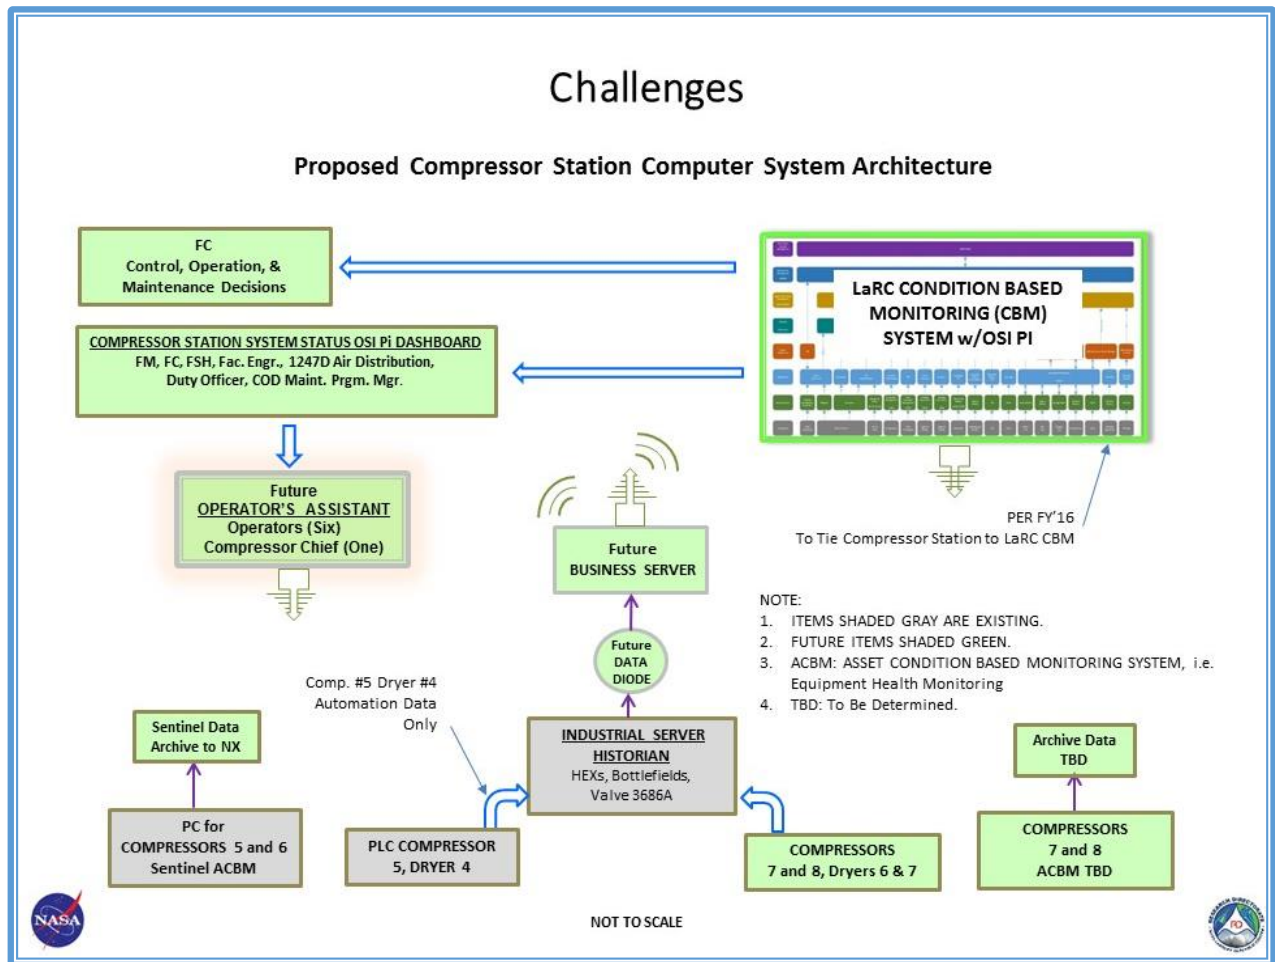 Challenges
Proposed Compressor Station Computer System Architecture
FC
Control, Operation, &
Maintenance Decisions
LaRC CONDITION BASED
MONITORING (CBM)
SYSTEM w/OSI PI
COMPRESSOR STATION SYSTEM STATUS OSI Pi DASHBOARD
FM, FC, FSH, Fac. Engr., 1247D Air Distribution,
Duty Officer, COD Maint. Prgm. Mgr.
Future
OPERATOR'S ASSISTANT
Operators (Six)
Compressor Chief (One)
PER FY'16
To Tie Compressor Station to LaRC CBM
Future
BUSINESS SERVER
NOTE:
1. ITEMS SHADED GRAY ARE EXISTING.
2. FUTURE ITEMS SHADED GREEN.
3. ACBM: ASSET CONDITION BASED MONITORING SYSTEM, i.e.
Equipment Health Monitoring
4. TBD: To Be Determined.
Future
DATA
DIODE
Comp. #5 Dryer #4
Automation Data
Only
Sentinel Data
Archive to NX
INDUSTRIAL SERVER
HISTORIAN
HEXs, Bottlefields,
Valve 3686A
Archive Data
TBD
PC for
COMPRESSORS 5 and 6
Sentinel ACBM
PLC COMPRESSOR
5, DRYER 4
COMPRESSORS
7 and 8, Dryers 6 & 7
COMPRESSORS
7 and 8
ACBM TBD
NASA
NOT TO SCALE
RESEARCH DIRECTORATE
RD